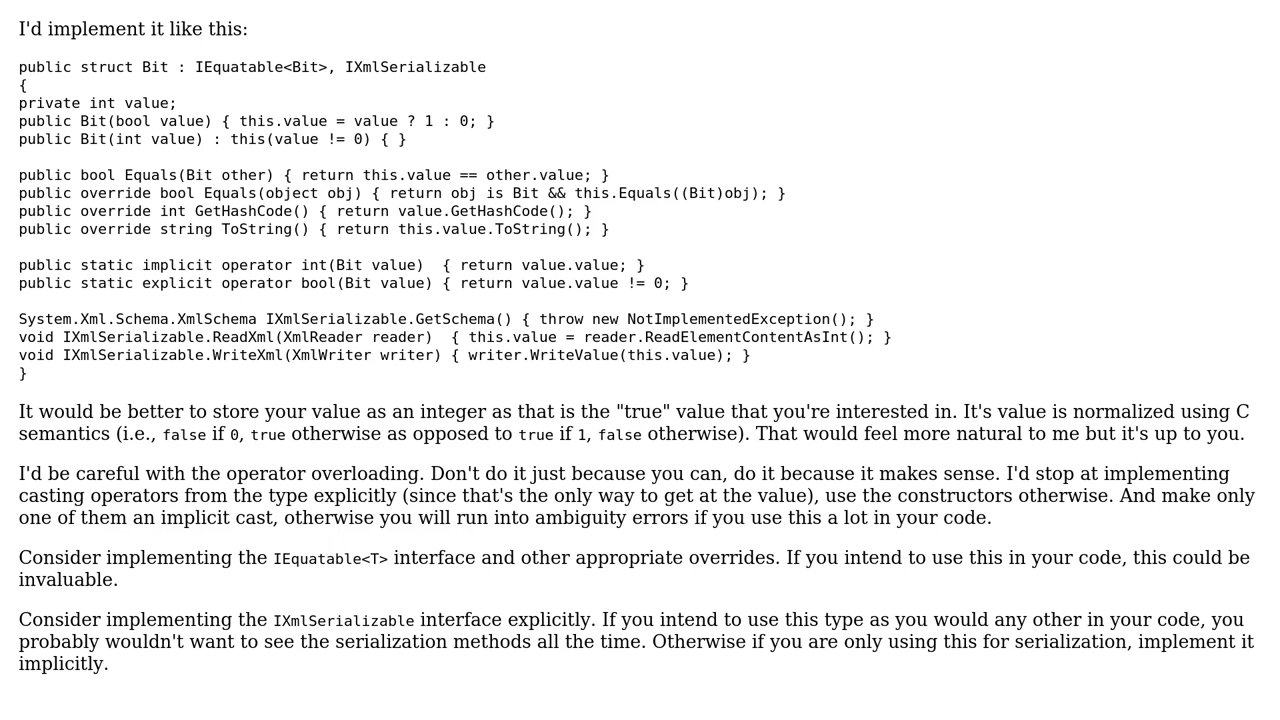 I'd implement it like this:
public struct Bit : IEquatable<Bit>, IXmlSerializable
{
private int value;
public Bit(bool value) { this.value = value ? 1 : 0; }
public Bit(int value) : this(value != 0) { }
public bool Equals(Bit other) { return this.value == other.value; }
public override bool Equals(object obj) { return obj is Bit && this.Equals((Bit)obj); }
public override int GetHashCode() { return value.GetHashCode(); }
public override string ToString() { return this.value.ToString(); }
public static implicit operator int(Bit value)  { return value.value; }
public static explicit operator bool(Bit value) { return value.value != 0; }
System.Xml.Schema.XmlSchema IXmlSerializable.GetSchema() { throw new NotImplementedException(); }
void IXmlSerializable.ReadXml(XmlReader reader)  { this.value = reader.ReadElementContentAsInt(); }
void IXmlSerializable.WriteXml(XmlWriter writer) { writer.WriteValue(this.value); }
}
It would be better to store your value as an integer as that is the "true" value that you're interested in. It's value is normalized using C
semantics (i.e., false if 0, true otherwise as opposed to true if 1, false otherwise). That would feel more natural to me but it's up to you.
I'd be careful with the operator overloading. Don't do it just because you can, do it because it makes sense. I'd stop at implementing
casting operators from the type explicitly (since that's the only way to get at the value), use the constructors otherwise. And make only
one of them an implicit cast, otherwise you will run into ambiguity errors if you use this a lot in your code.
Consider implementing the IEquatable<T> interface and other appropriate overrides. If you intend to use this in your code, this could be
invaluable.
Consider implementing the IXmlSerializable interface explicitly. If you intend to use this type as you would any other in your code, you
probably wouldn't want to see the serialization methods all the time. Otherwise if you are only using this for serialization, implement it
implicitly.